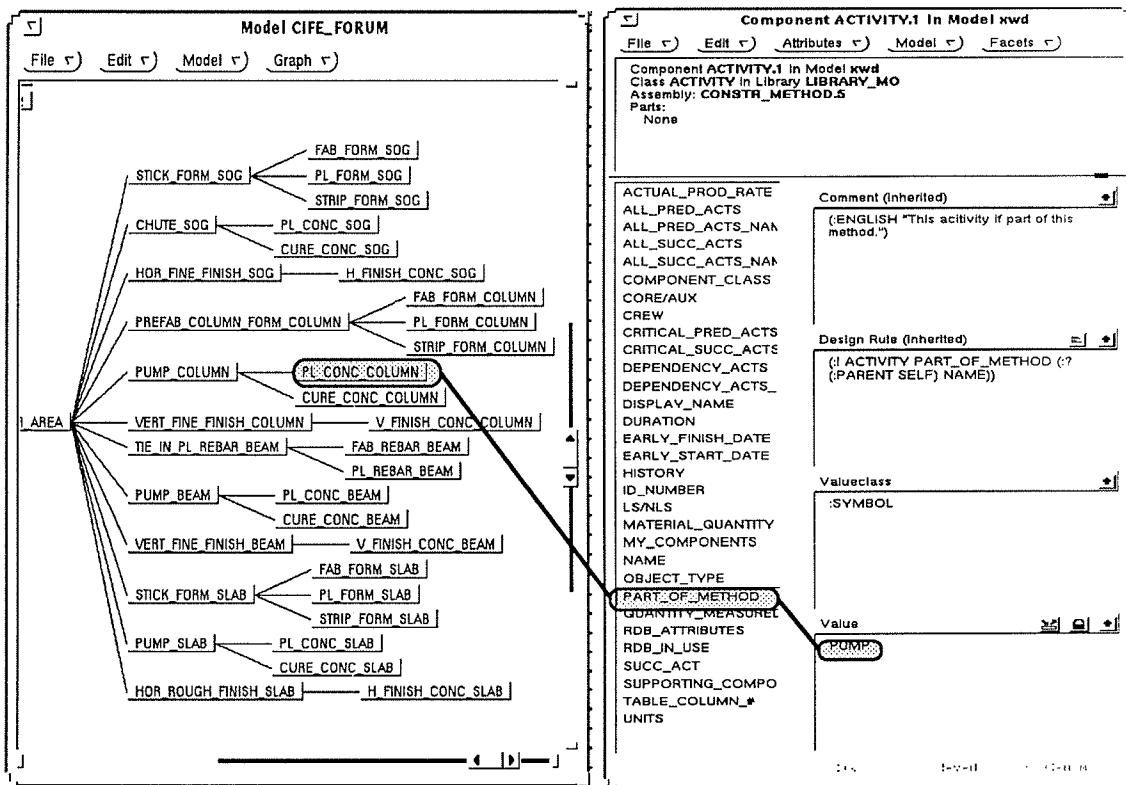 Model CIFE_FORUM
File Edit Model Graph
FAB_FORM_SOG
STICK_FORM_SOG PL_FORM_SOG
STRIP_FORM_SOG
CHUTE_SOG PL_CONC_SOG
CURE_CONC_SOG
HOR_FINE_FINISH_SOG H_FINISH_CONC_SOG
FAB_FORM_COLUMN
PREFAB_COLUMN_FORM_COLUMN PL_FORM_COLUMN
STRIP_FORM_COLUMN
PUMP_COLUMN PL_CONC_COLUMN
CURE_CONC_COLUMN
_AREA VERT_FINE_FINISH_COLUMN V_FINISH_CONC_COLUMN
TIE_IN_PL_REBAR_BEAM FAB_REBAR_BEAM
PL_REBAR_BEAM
PUMP_BEAM PL_CONC_BEAM
CURE_CONC_BEAM
VERT_FINE_FINISH_BEAM V_FINISH_CONC_BEAM
FAB_FORM_SLAB
STICK_FORM_SLAB PL_FORM_SLAB
STRIP_FORM_SLAB
PUMP_SLAB PL_CONC_SLAB
CURE_CONC_SLAB
HOR_ROUGH_FINISH_SLAB H_FINISH_CONC_SLAB
Component ACTIVITY.1 In Model xwd
File Edit Attributes Model Facets
Component ACTIVITY.1 In Model xwd
Class ACTIVITY in Library LIBRARY_MO
Assembly: CONSTR_METHOD.5
Parts:
None
ACTUAL_PROD_RATE
ALL_PRED_ACTS
ALL_PRED_ACTS_NAM
ALL_SUCC_ACTS
ALL_SUCC_ACTS_NAM
COMPONENT_CLASS
CORE/AUX
CREW
CRITICAL_PRED_ACTS
CRITICAL_SUCC_ACTS
DEPENDENCY_ACTS
DEPENDENCY_ACTS_
DISPLAY_NAME
DURATION
EARLY_FINISH_DATE
EARLY_START_DATE
HISTORY
ID_NUMBER
LS/NLS
MATERIAL_QUANTITY
MY_COMPONENTS
NAME
OBJECT_TYPE
PART_OF_METHOD
QUANTITY_MEASURED
RDB_ATTRIBUTES
RDB_IN_USE
SUCC_ACT
SUPPORTING_COMPO
TABLE_COLUMN_#
UNITS
Comment (Inherited)
(:ENGLISH "This acitivity if part of this
method.")
Design Rule (Inherited)
(:! ACTIVITY PART_OF_METHOD (:?
(:PARENT SELF) NAME))
Valueclass
:SYMBOL
Value
PUMP